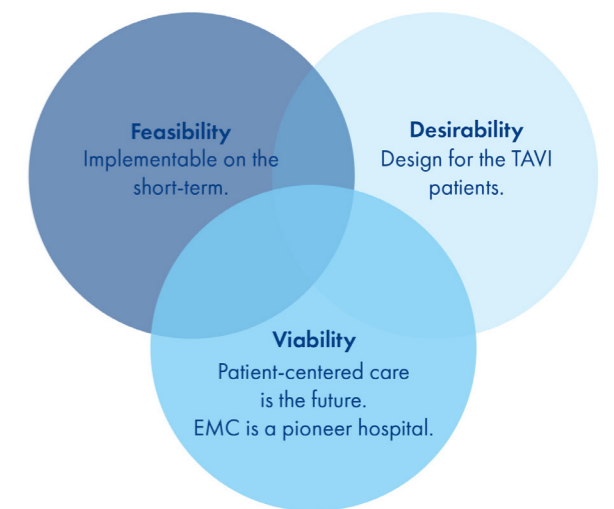 Feasibility
Implementable on the
short-term.
Desirability
Design for the TAVI
patients.
Viability
Patient-centered care
is the future.
EMC is a pioneer hospital.